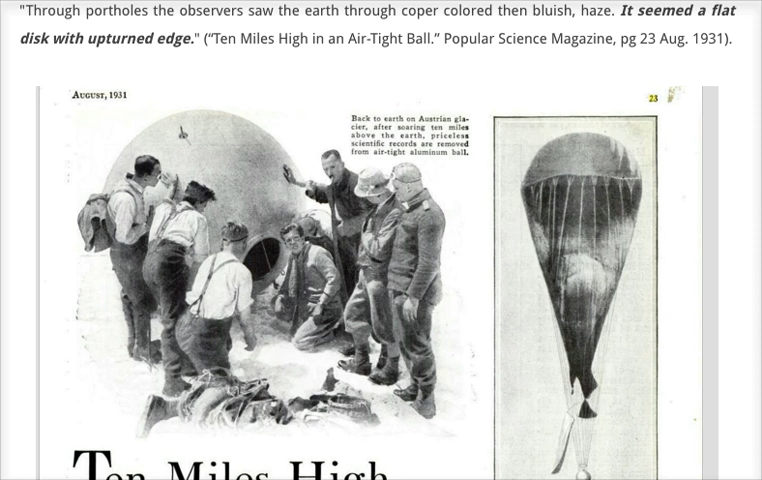 "Through portholes the observers saw the earth through coper colored then bluish, haze. It seemed a flat
disk with upturned edge." (“Ten Miles High in an Air-Tight Ball.” Popular Science Magazine, pg 23 Aug. 1931).
August, 1931
23
Back to earth on Austrian gla-
cier, after soaring ten miles
above the earth, priceless
scientific records are removed
from air-tight aluminum ball.
Ten Miles High